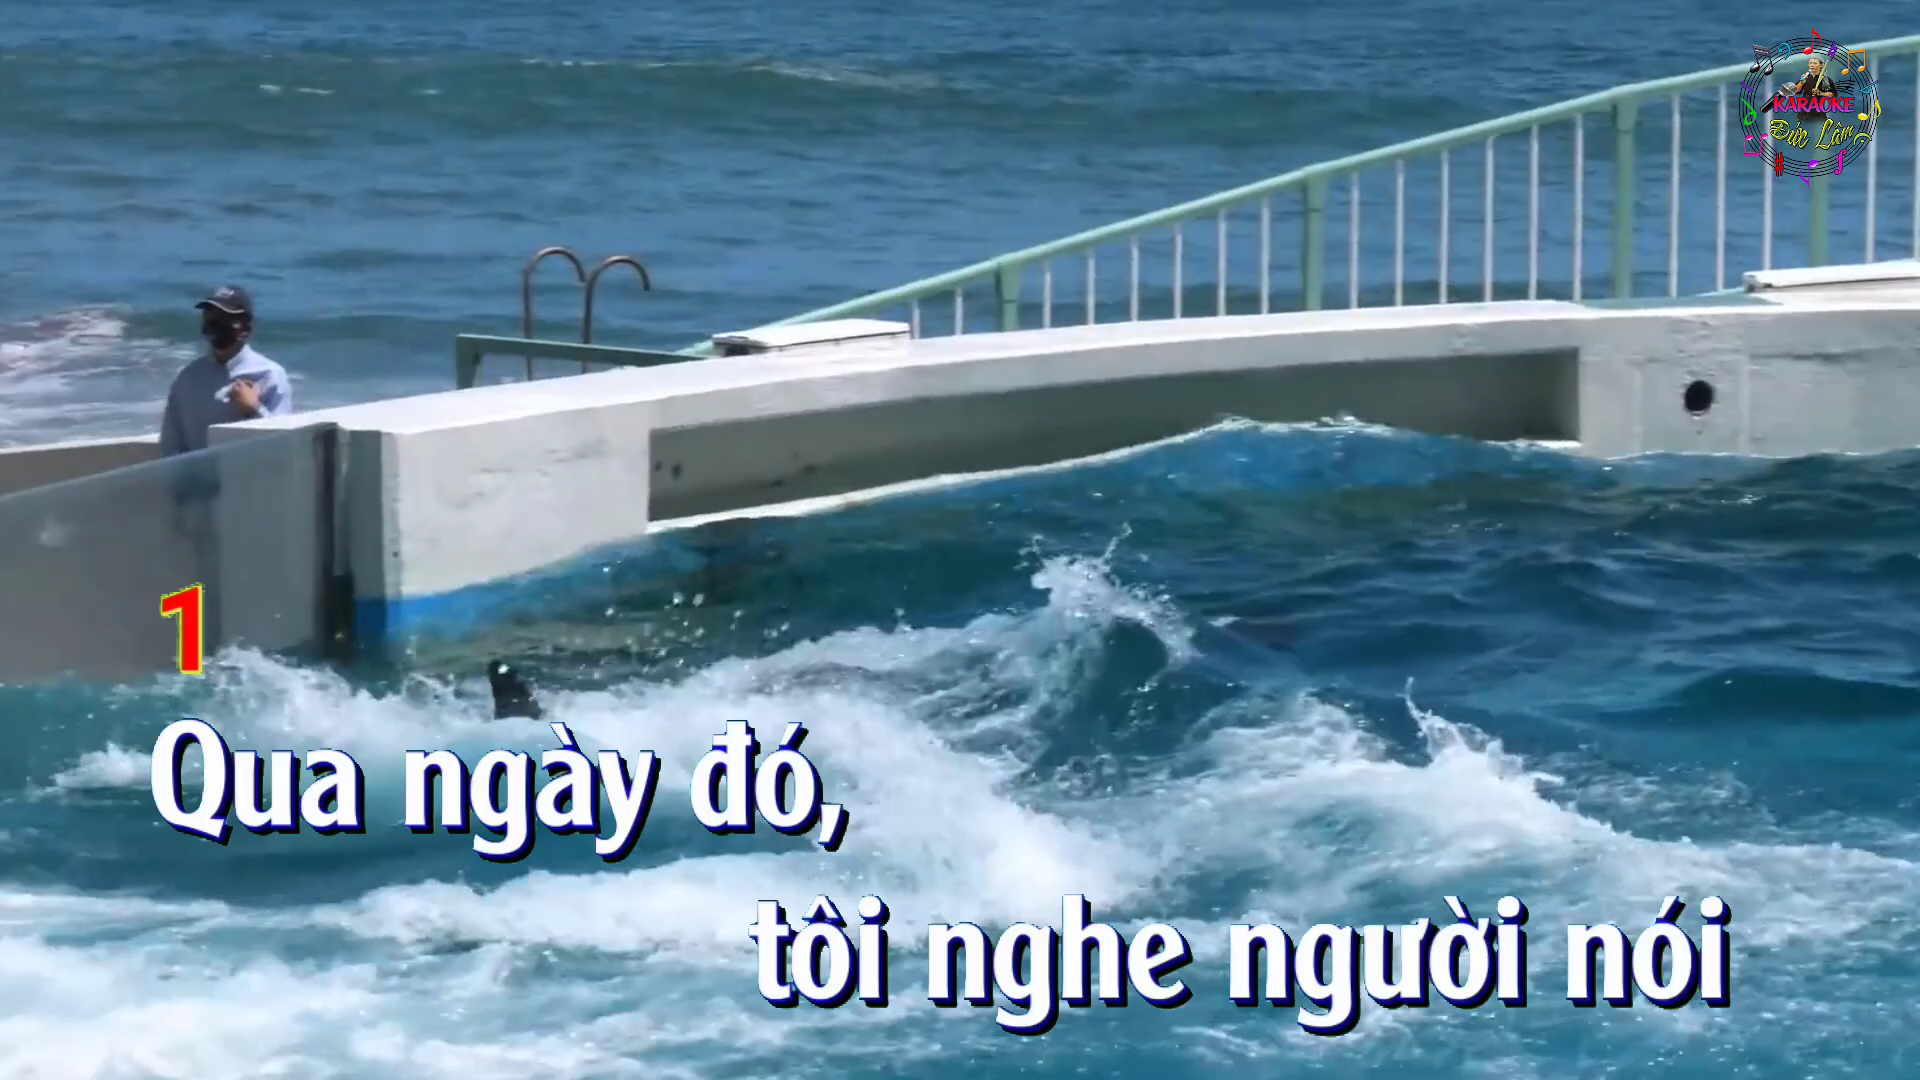 KARAOKE
Đức Lâm
1
Qua ngày đó,
tôi nghe người nói